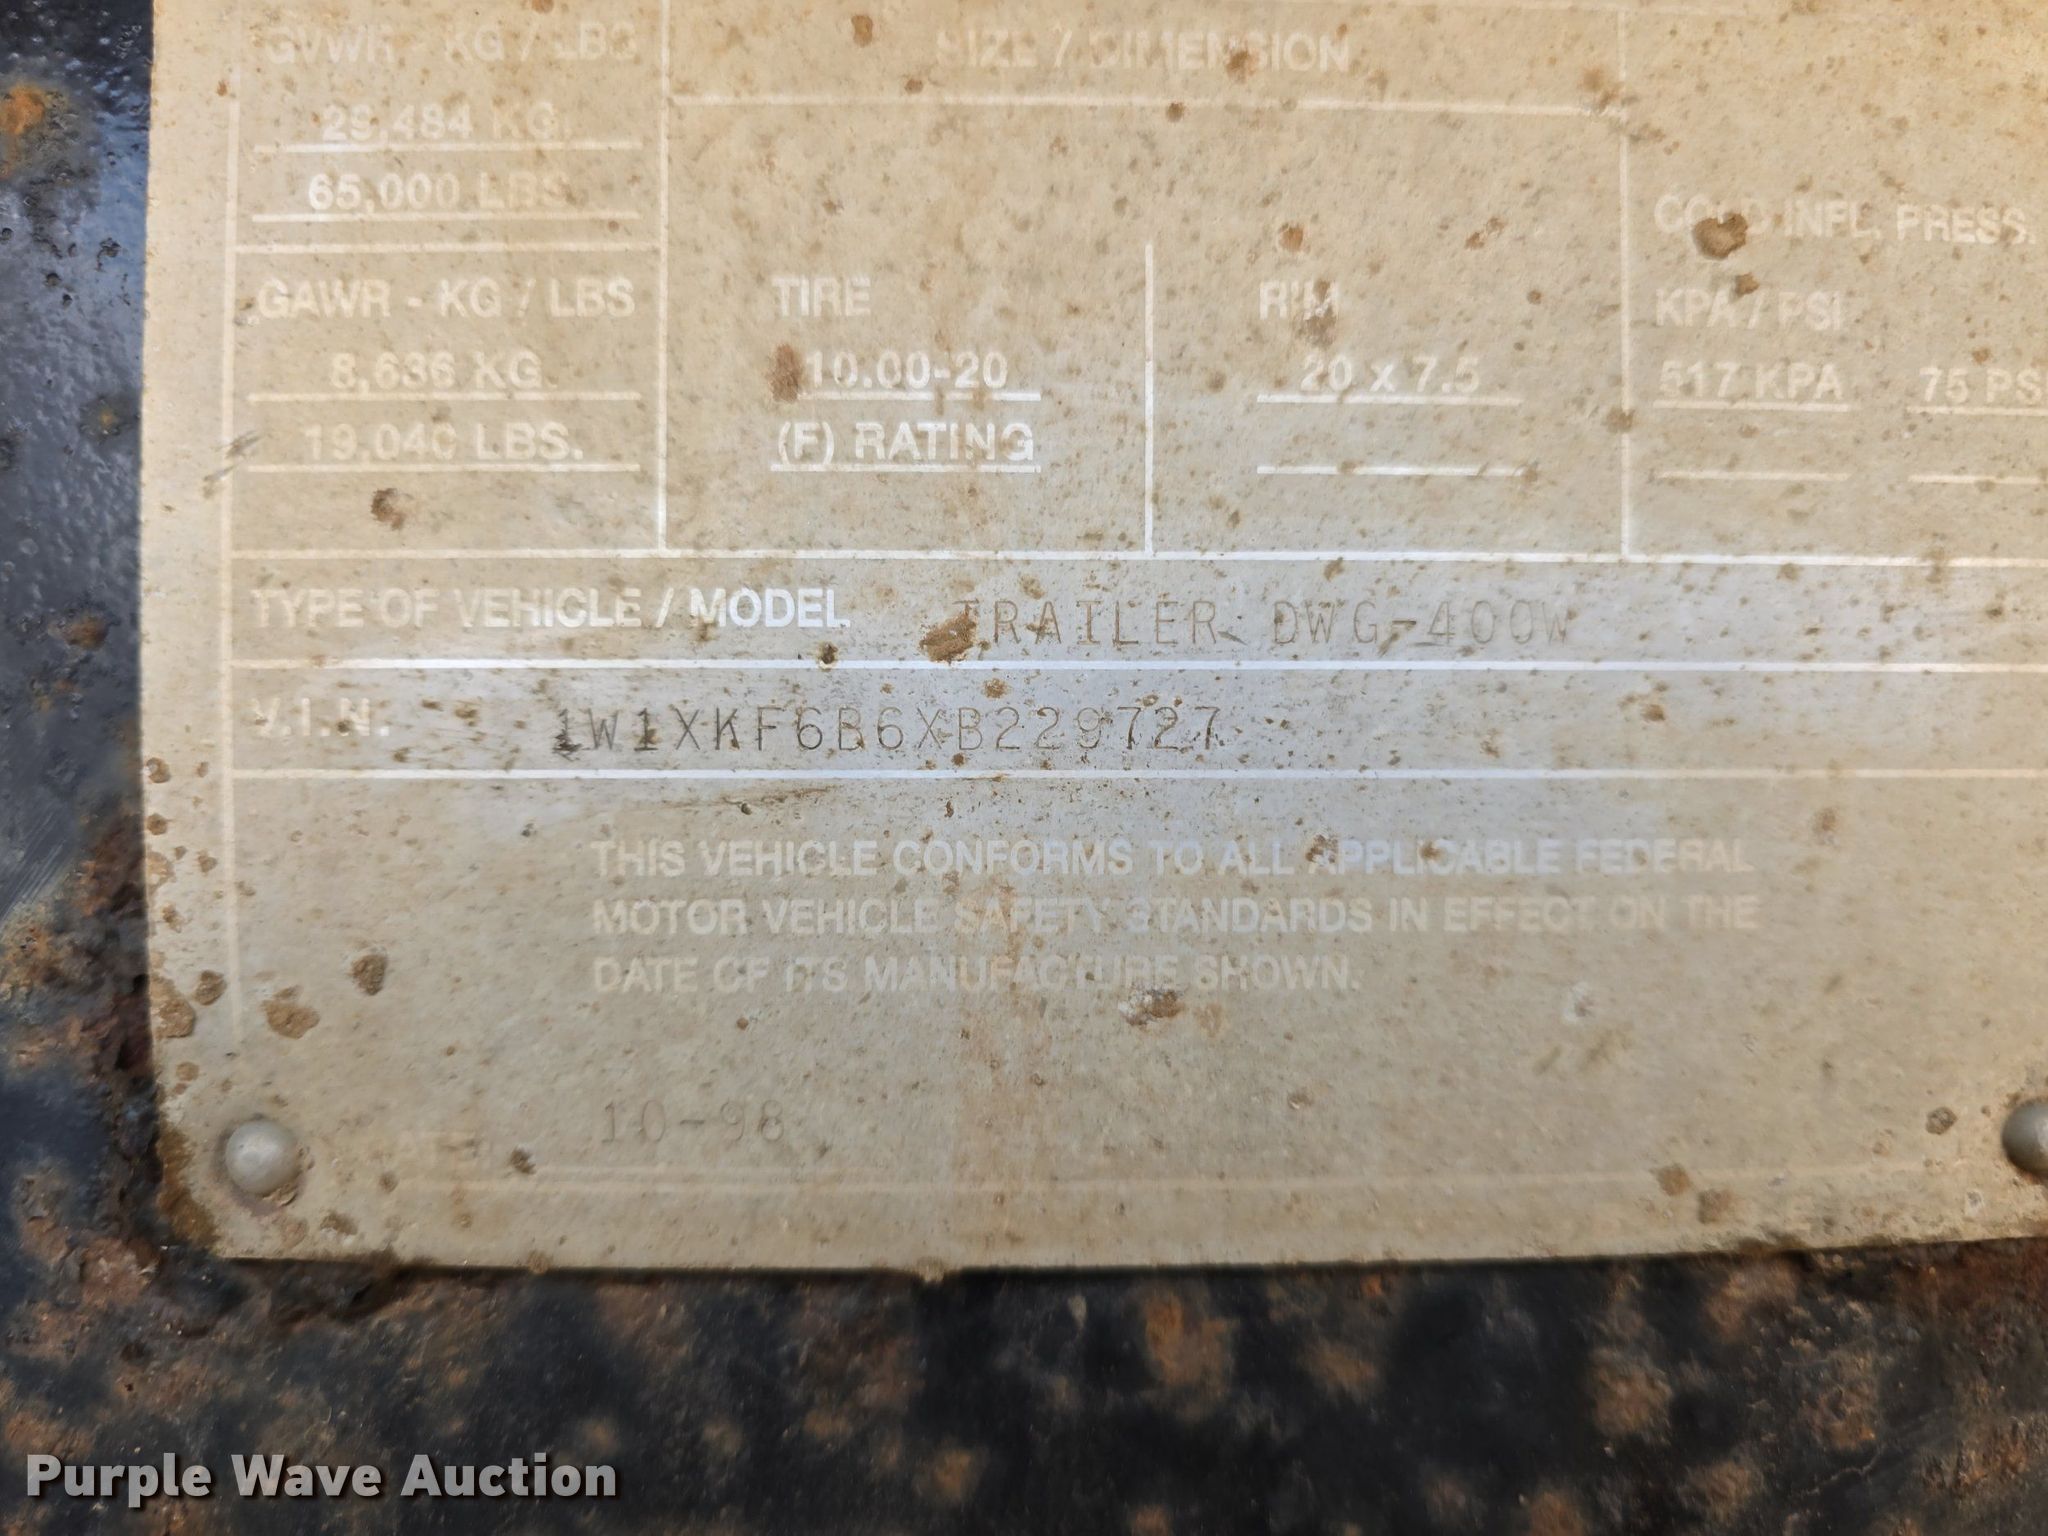 GVWR - KG / LBS
SIZE / DIMENSION
29,484 KG.
65,000 LBS.
COLD INFL. PRESS.
GAWR - KG / LBS
TIRE
RIM
KPA / PSI
8,636 KG
10.00-20
20 x 7.5
517 KPA
75 PSI
19,040 LBS.
(F) RATING
TYPE OF VEHICLE / MODEL TRAILER DWG-400W
V.I.N. 1W1XKF6B6XB229727
THIS VEHICLE CONFORMS TO ALL APPLICABLE FEDERAL
MOTOR VEHICLE SAFETY STANDARDS IN EFFECT ON THE
DATE OF ITS MANUFACTURE SHOWN.
10-98
Purple Wave Auction